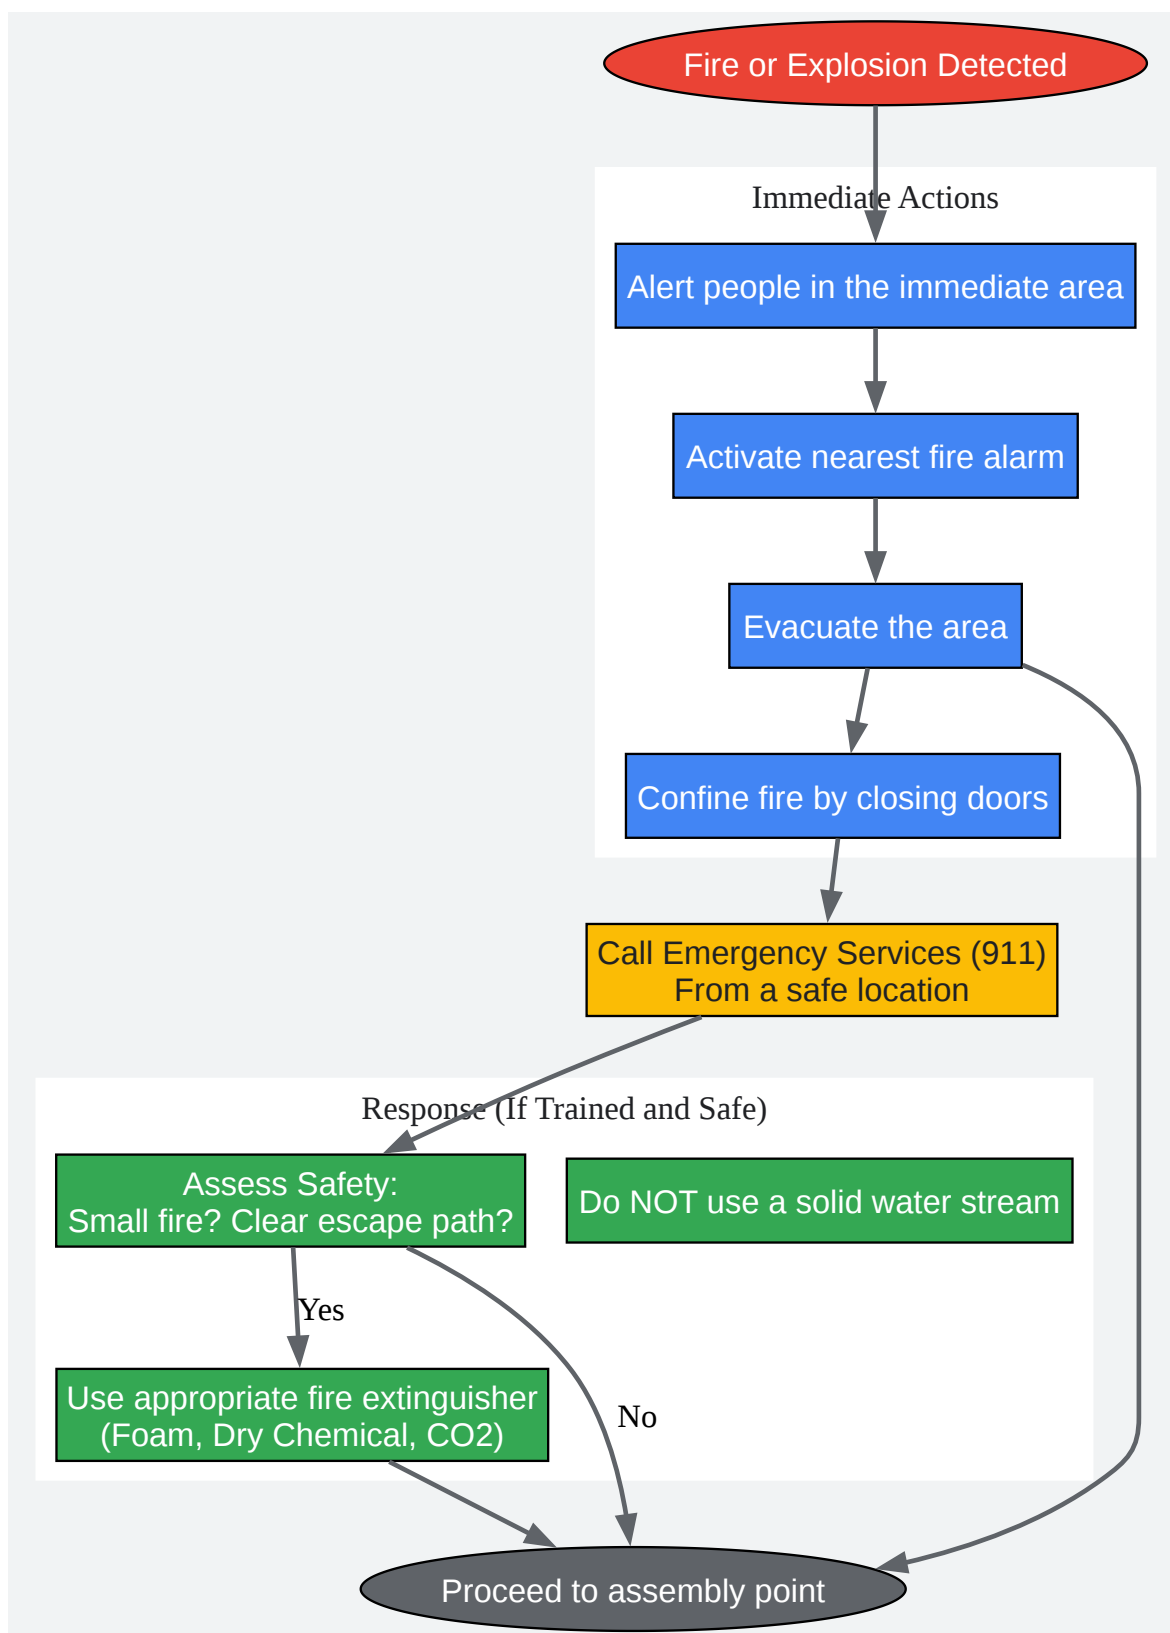 Fire or Explosion Detected
Immediate Actions
Alert people in the immediate area
Activate nearest fire alarm
Evacuate the area
Confine fire by closing doors
Call Emergency Services (911)
From a safe location
Response (If Trained and Safe)
Assess Safety:
Small fire? Clear escape path?
Do NOT use a solid water stream
Yes
Use appropriate fire extinguisher
(Foam, Dry Chemical, CO2)
No
Proceed to assembly point